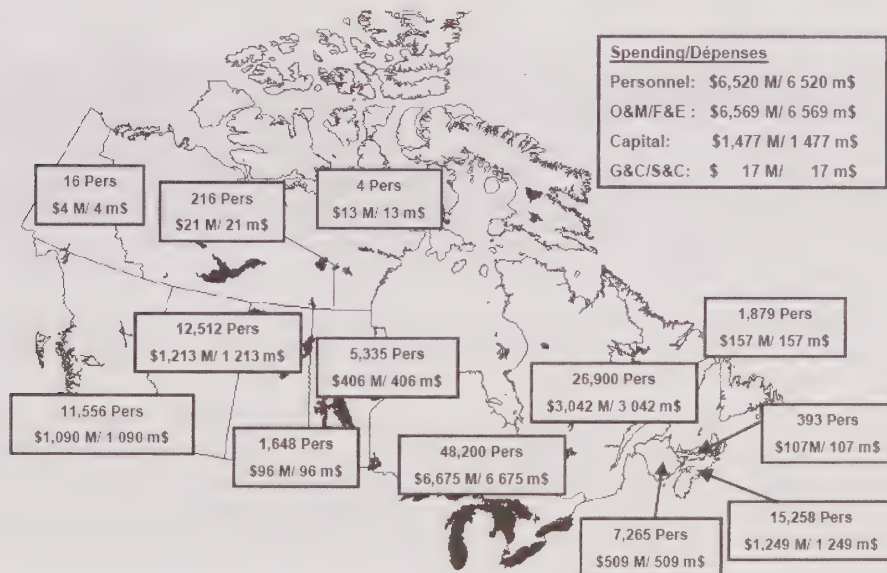 Spending/Dépenses
Personnel: $6,520 M/ 6 520 m$
O&M/F&E : $6,569 M/ 6 569 m$
Capital: $1,477 M/ 1 477 m$
G&C/S&C: $ 17 M/ 17 m$
16 Pers
$4 M/ 4 m$
216 Pers
$21 M/ 21 m$
4 Pers
$13 M/ 13 m$
12,512 Pers
$1,213 M/ 1 213 m$
5,335 Pers
$406 M/ 406 m$
1,879 Pers
$157 M/ 157 m$
26,900 Pers
$3,042 M/ 3 042 m$
11,556 Pers
$1,090 M/ 1 090 m$
1,648 Pers
$96 M/ 96 m$
48,200 Pers
$6,675 M/ 6 675 m$
393 Pers
$107M/ 107 m$
7,265 Pers
$509 M/ 509 m$
15,258 Pers
$1,249 M/ 1 249 m$